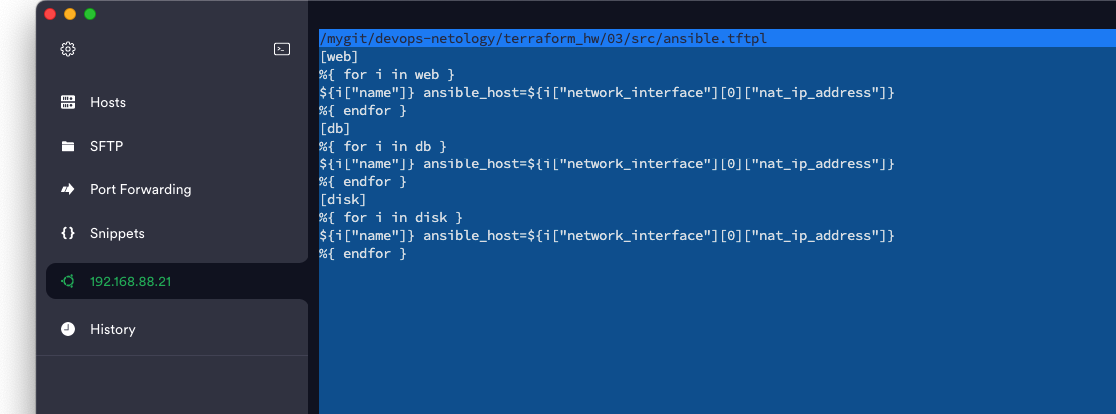 /mygit/devops-netology/terraform_hw/03/src/ansible.tftpl
[web]
%{ for i in web }
${i["name"]} ansible_host=${i["network_interface"][0]["nat_ip_address"]}
%{ endfor }
[db]
%{ for i in db }
${i["name"]} ansible_host=${i["network_interface"][0]["nat_ip_address"]}
%{ endfor }
[disk]
%{ for i in disk }
${i["name"]} ansible_host=${i["network_interface"][0]["nat_ip_address"]}
%{ endfor }
Hosts
SFTP
Port Forwarding
Snippets
192.168.88.21
History